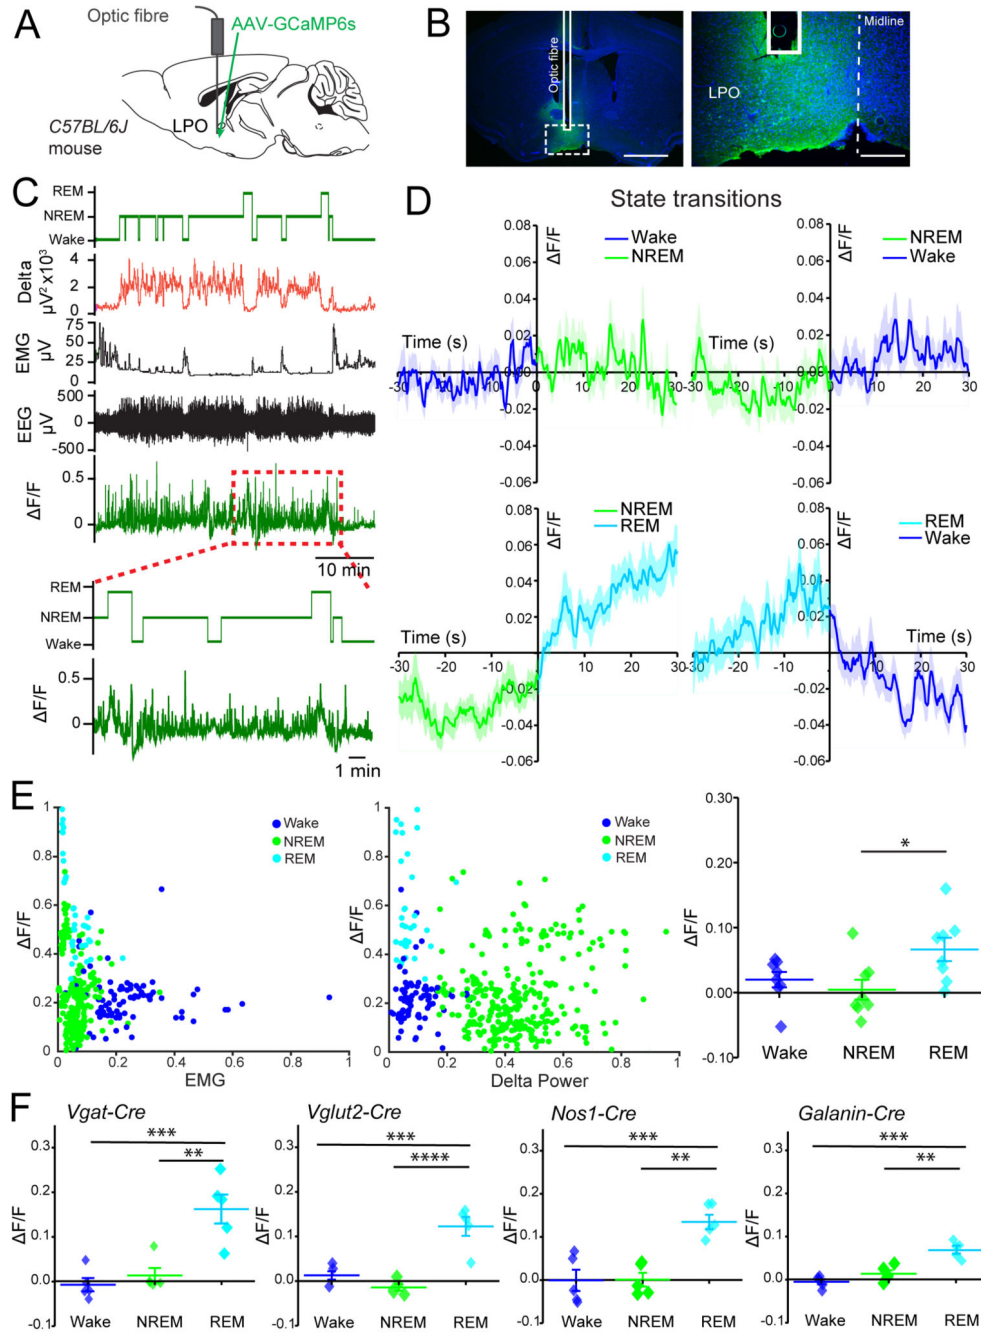 A
Optic fibre
AAV-GCaMP6s
C57BL/6J
mouse
LPO
B
Optic fibre
LPO
Midline
C
REM
NREM
Wake
Delta
µV² x10³
4
2
0
EMG
µV
75
50
25
0
EEG
µV
500
0
-500
ΔF/F
0.5
0
10 min
REM
NREM
Wake
ΔF/F
0.5
0
1 min
D
State transitions
ΔF/F
Wake
NREM
0.08
0.06
0.04
0.02
0.00
-0.02
-0.04
-0.06
Time (s)
-30 -20 -10 0 10 20 30
ΔF/F
NREM
Wake
0.08
0.06
0.04
0.02
0.00
-0.02
-0.04
-0.06
Time (s)
-30 -20 -10 0 10 20 30
ΔF/F
NREM
REM
0.08
0.06
0.04
0.02
0.00
-0.02
-0.04
-0.06
Time (s)
-30 -20 -10 0 10 20 30
ΔF/F
REM
Wake
0.08
0.06
0.04
0.02
0.00
-0.02
-0.04
-0.06
Time (s)
-30 -20 -10 0 10 20 30
E
ΔF/F
1
0.8
0.6
0.4
0.2
0
Wake
NREM
REM
0 0.2 0.4 0.6 0.8 1
EMG
ΔF/F
1
0.8
0.6
0.4
0.2
0
Wake
NREM
REM
0 0.2 0.4 0.6 0.8 1
Delta Power
ΔF/F
0.30
0.20
0.10
0.00
-0.10
*
Wake NREM REM
F
Vgat-Cre
ΔF/F
0.3
0.2
0.1
0.0
-0.1
***
**
Wake NREM REM
Vglut2-Cre
ΔF/F
0.3
0.2
0.1
0.0
-0.1
***
****
Wake NREM REM
Nos1-Cre
ΔF/F
0.3
0.2
0.1
0.0
-0.1
***
**
Wake NREM REM
Galanin-Cre
ΔF/F
0.3
0.2
0.1
0.0
-0.1
***
**
Wake NREM REM